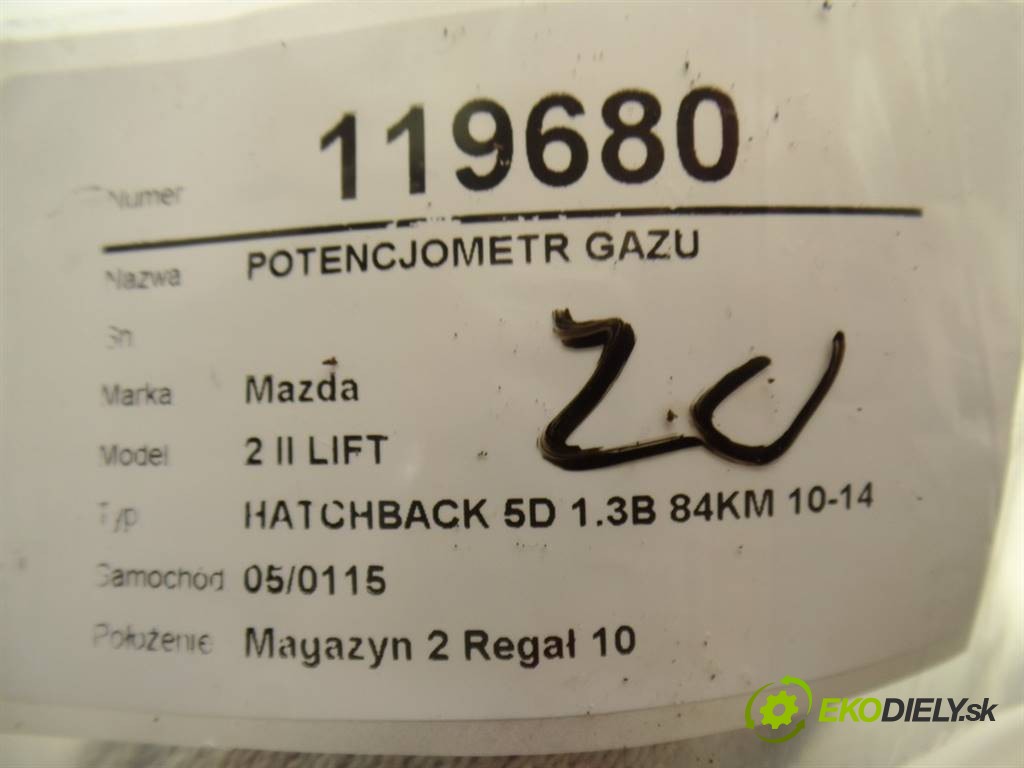 Numer 119680
Nazwa POTENCJOMETR GAZU
Sn
Marka Mazda
Model 2 II LIFT
Typ HATCHBACK 5D 1.3B 84KM 10-14
Samochód 05/0115
Położenie Magazyn 2 Regał 10
EKODIELY.sk